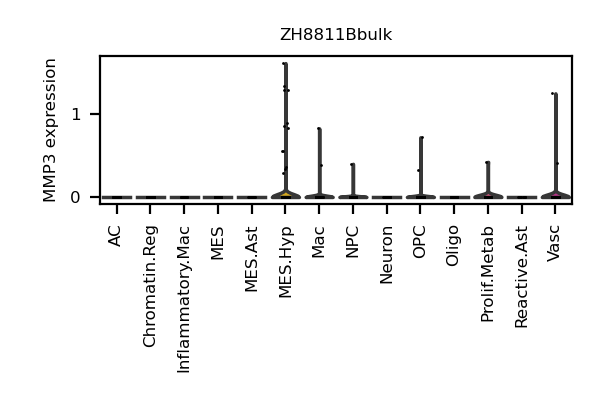 ZH8811Bbulk
MMP3 expression
1
0
AC
Chromatin.Reg
Inflammatory.Mac
MES
MES.Ast
MES.Hyp
Mac
NPC
Neuron
OPC
Oligo
Prolif.Metab
Reactive.Ast
Vasc